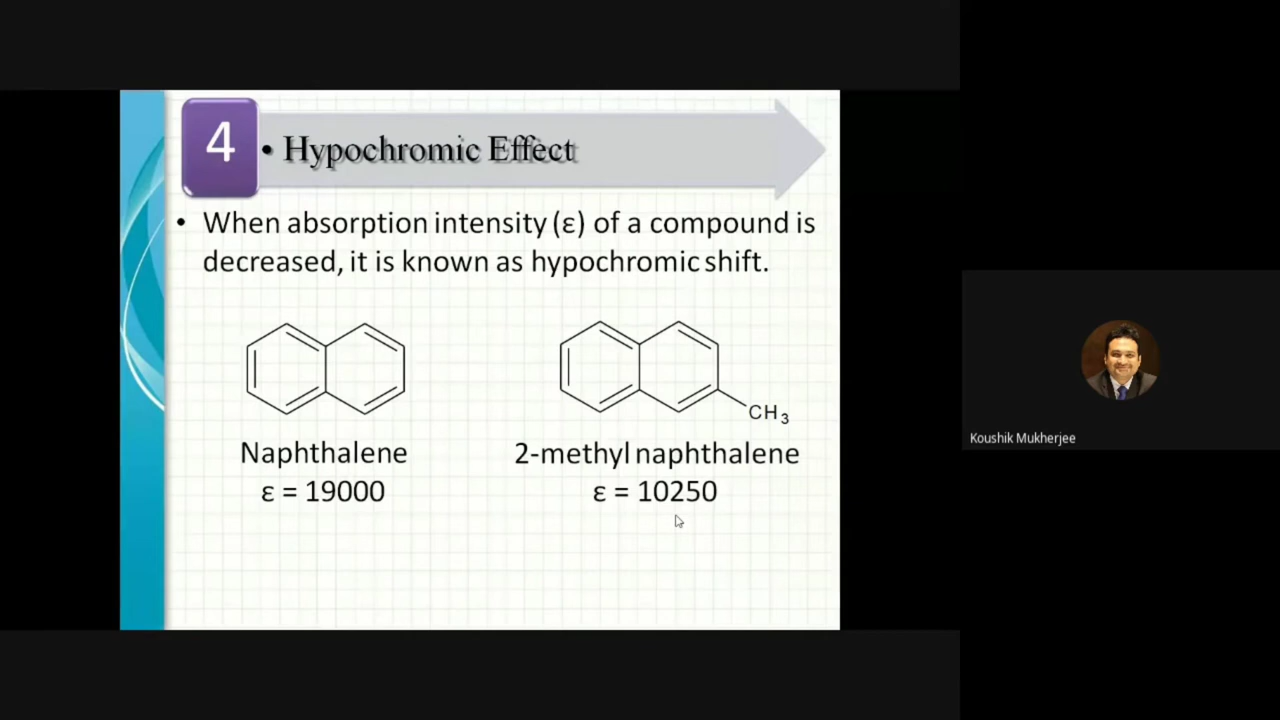 4
• Hypochromic Effect
• When absorption intensity (ε) of a compound is
decreased, it is known as hypochromic shift.
CH3
Naphthalene
ε = 19000
2-methyl naphthalene
ε = 10250
Koushik Mukherjee